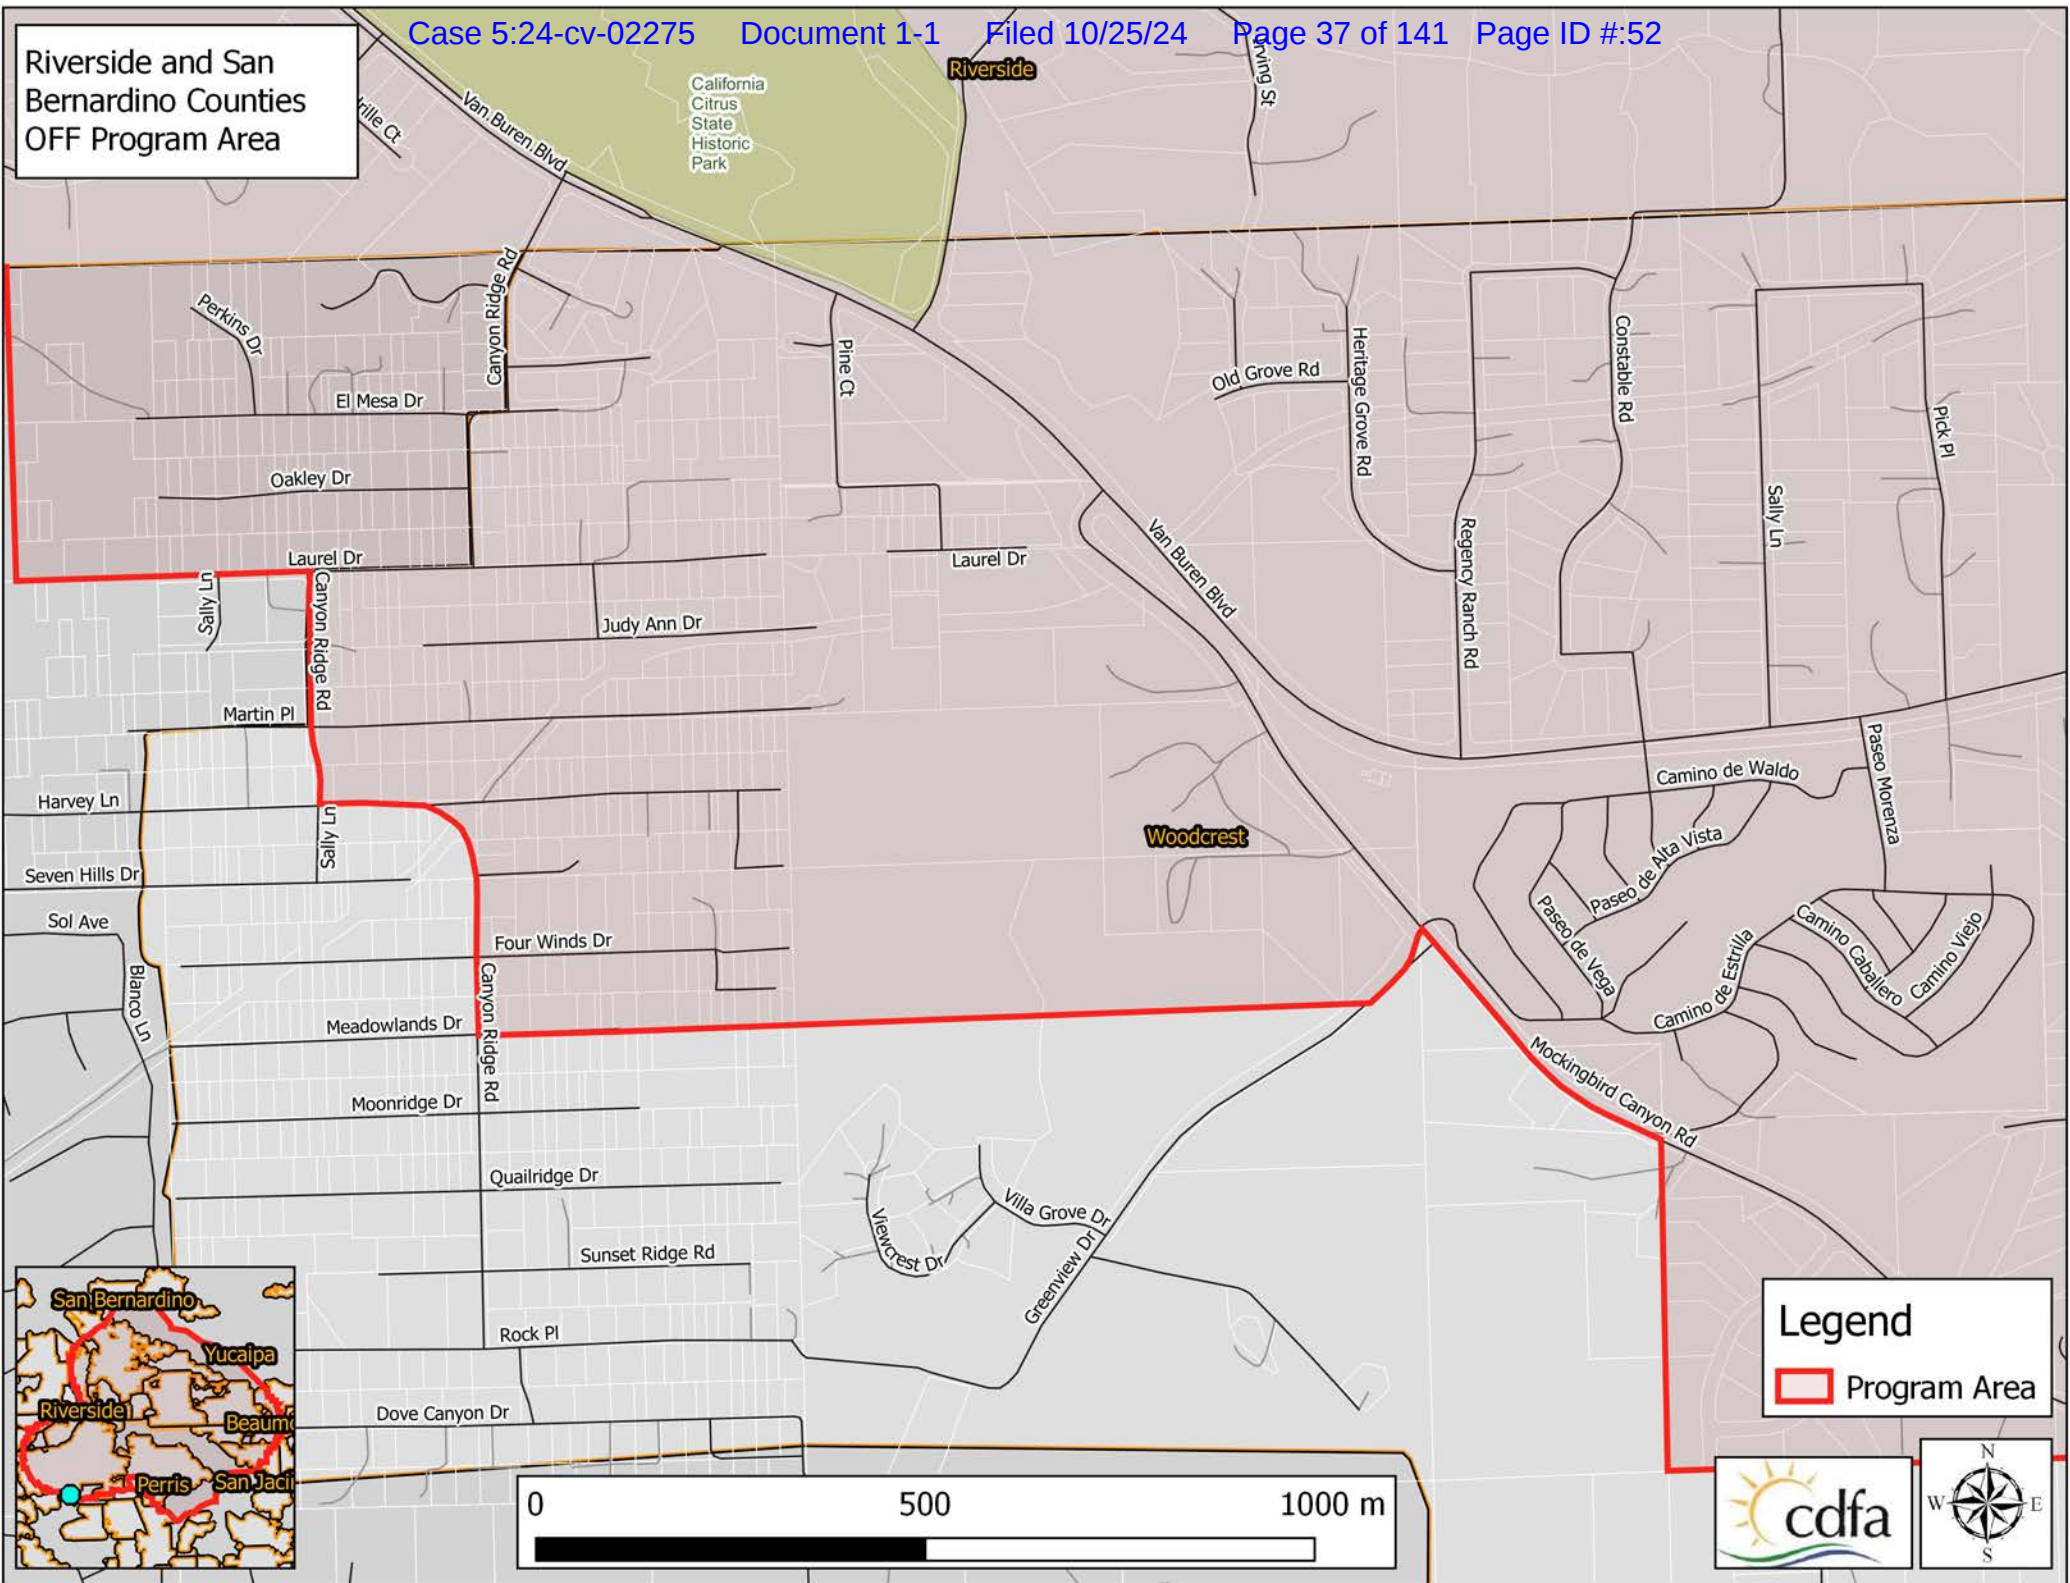 Case 5:24-cv-02275 Document 1-1 Filed 10/25/24 Page 37 of 141 Page ID #:52
Riverside and San
Bernardino Counties
OFF Program Area
California
Citrus
State
Historic
Park
Riverside
rving St
rille Ct
Van Buren Blvd
Canyon Ridge Rd
Perkins Dr
El Mesa Dr
Oakley Dr
Laurel Dr
Pine Ct
Laurel Dr
Old Grove Rd
Heritage Grove Rd
Constable Rd
Pick Pl
Sally Ln
Regency Ranch Rd
Van Buren Blvd
Sally Ln
Canyon Ridge Rd
Judy Ann Dr
Martin Pl
Harvey Ln
Sally Ln
Seven Hills Dr
Sol Ave
Blanco Ln
Four Winds Dr
Canyon Ridge Rd
Meadowlands Dr
Moonridge Dr
Quailridge Dr
Sunset Ridge Rd
Rock Pl
Dove Canyon Dr
Woodcrest
Camino de Waldo
Paseo Morenza
Paseo de Alta Vista
Paseo de Vega
Camino de Estrilla
Camino Caballero
Camino Viejo
Mockingbird Canyon Rd
Villa Grove Dr
Viewcrest Dr
Greenview Dr
San Bernardino
Yucaipa
Riverside
Beaumo
Perris
San Jaci
0 500 1000 m
Legend
Program Area
cdfa
N
W
E
S